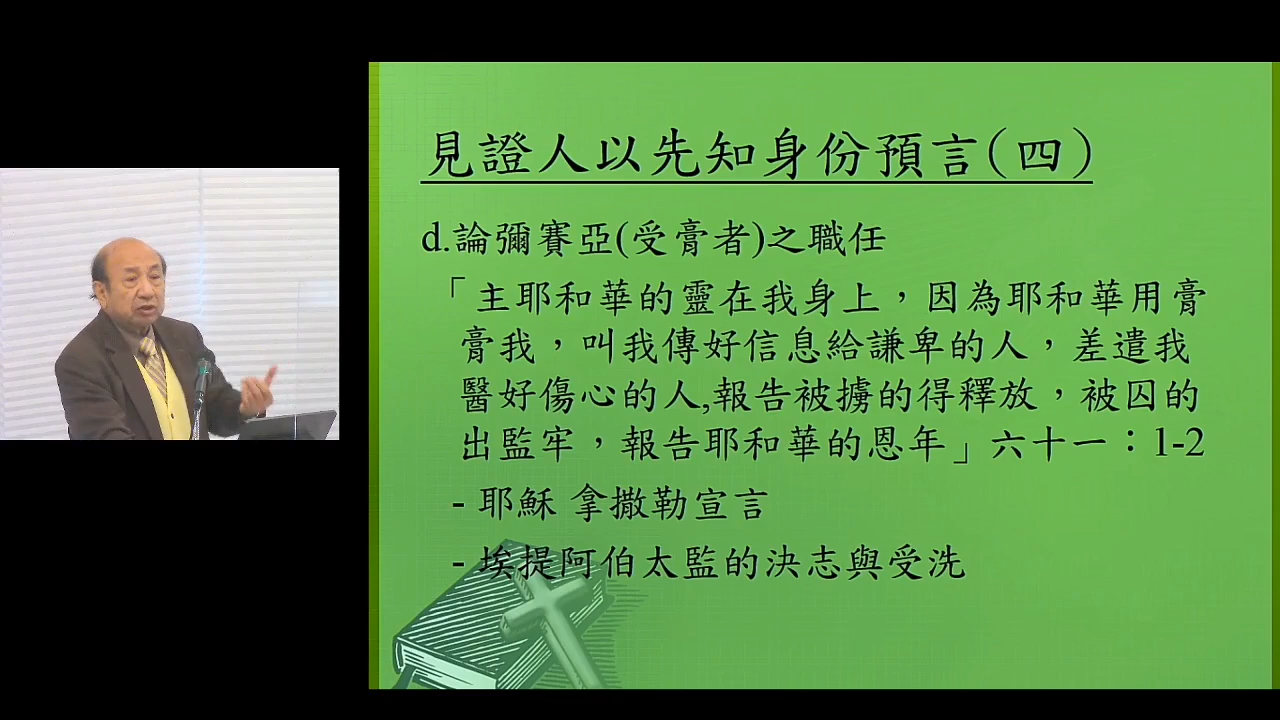 見證人以先知身份預言(四)
d.論彌賽亞(受膏者)之職任
「主耶和華的靈在我身上，因為耶和華用膏
膏我，叫我傳好信息給謙卑的人，差遣我
醫好傷心的人,報告被擄的得釋放，被囚的
出監牢，報告耶和華的恩年」六十一：1-2
- 耶穌 拿撒勒宣言
- 埃提阿伯太監的決志與受洗